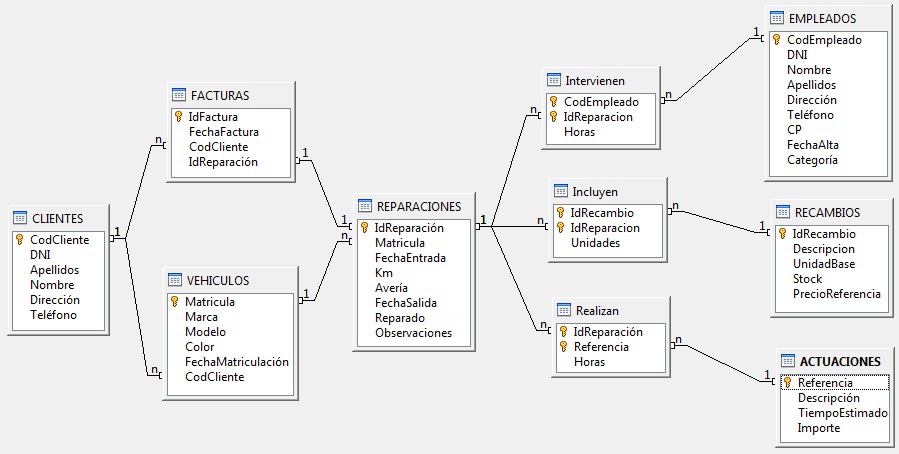 CLIENTES
CodCliente
DNI
Apellidos
Nombre
Dirección
Teléfono
1
n
n
FACTURAS
IdFactura
FechaFactura
CodCliente
IdReparación
1
1
VEHICULOS
Matricula
Marca
Modelo
Color
FechaMatriculación
CodCliente
1
n
REPARACIONES
IdReparación
Matricula
FechaEntrada
Km
Avería
FechaSalida
Reparado
Observaciones
1
n
n
n
Intervienen
CodEmpleado
IdReparacion
Horas
n
1
Incluyen
IdRecambio
IdReparacion
Unidades
n
1
Realizan
IdReparación
Referencia
Horas
n
1
EMPLEADOS
CodEmpleado
DNI
Nombre
Apellidos
Dirección
Teléfono
CP
FechaAlta
Categoría
RECAMBIOS
IdRecambio
Descripcion
UnidadBase
Stock
PrecioReferencia
ACTUACIONES
Referencia
Descripción
TiempoEstimado
Importe